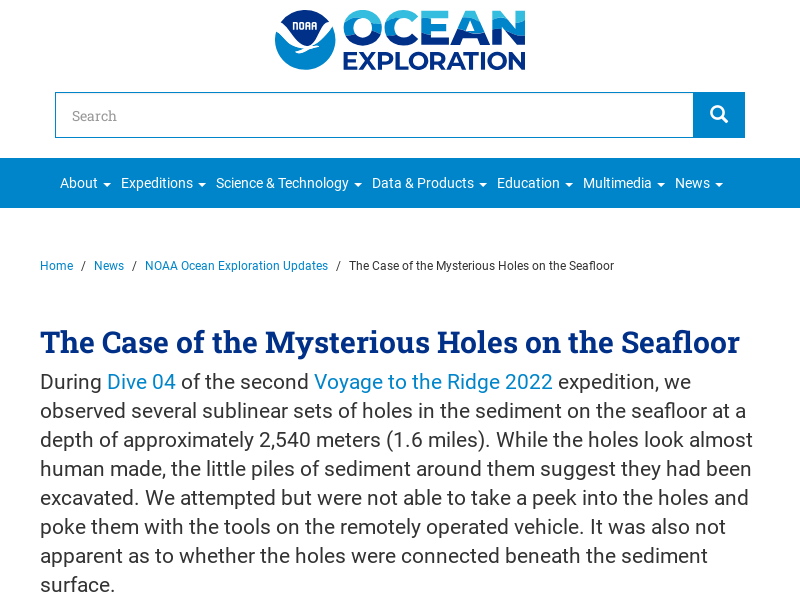 NOAA
OCEAN
EXPLORATION
Search
About Expeditions Science & Technology Data & Products Education Multimedia News
Home / News / NOAA Ocean Exploration Updates / The Case of the Mysterious Holes on the Seafloor
The Case of the Mysterious Holes on the Seafloor
During Dive 04 of the second Voyage to the Ridge 2022 expedition, we
observed several sublinear sets of holes in the sediment on the seafloor at a
depth of approximately 2,540 meters (1.6 miles). While the holes look almost
human made, the little piles of sediment around them suggest they had been
excavated. We attempted but were not able to take a peek into the holes and
poke them with the tools on the remotely operated vehicle. It was also not
apparent as to whether the holes were connected beneath the sediment
surface.